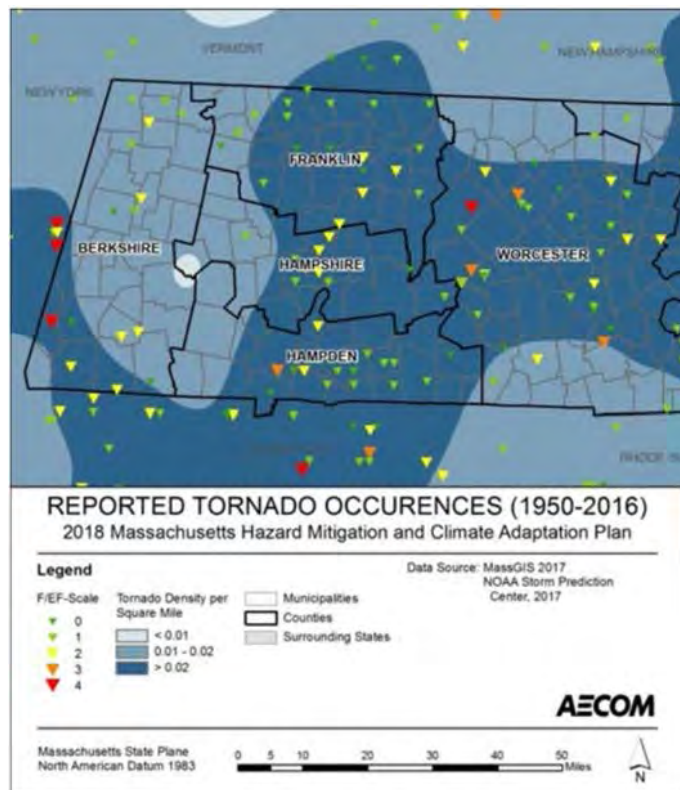 VERMONT
NEW HAMPSHIRE
NEW YORK
FRANKLIN
BERKSHIRE
HAMPSHIRE
WORCESTER
HAMPDEN
RHODE IS
REPORTED TORNADO OCCURENCES (1950-2016)
2018 Massachusetts Hazard Mitigation and Climate Adaptation Plan
Legend
F/EF-Scale
0
1
2
3
4
Tornado Density per
Square Mile
< 0.01
0.01 - 0.02
> 0.02
Municipalities
Counties
Surrounding States
Data Source: MassGIS 2017
NOAA Storm Prediction
Center, 2017
AECOM
Massachusetts State Plane
North American Datum 1983
0 5 10 20 30 40 50
Miles
N